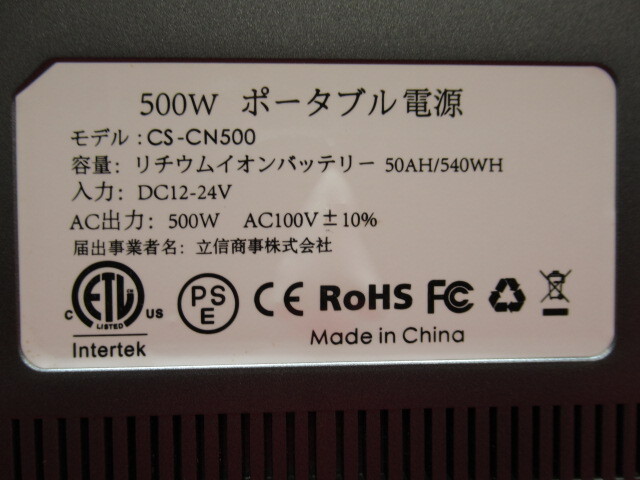 500W ポータブル電源
モデル : CS-CN500
容量: リチウムイオンバッテリー 50AH/540WH
入力: DC12-24V
AC出力: 500W AC100V±10%
届出事業者名: 立信商事株式会社
C ETL LISTED US
Intertek
PSE
CE RoHS FC
Made in China